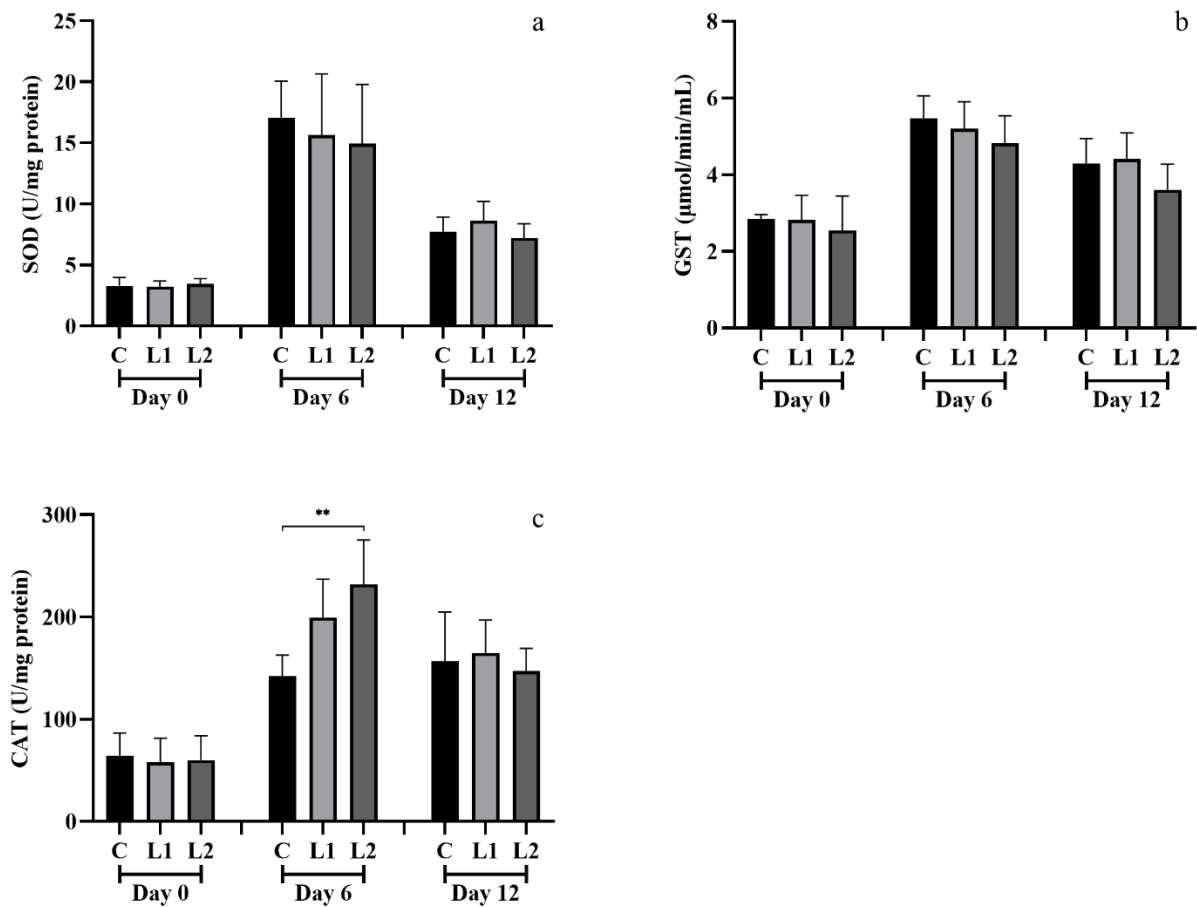 a
SOD (U/mg protein)
25
20
15
10
5
0
C L1 L2 C L1 L2 C L1 L2
Day 0 Day 6 Day 12
b
GST (µmol/min/mL)
8
6
4
2
0
C L1 L2 C L1 L2 C L1 L2
Day 0 Day 6 Day 12
c
CAT (U/mg protein)
300
200
100
0
**
C L1 L2 C L1 L2 C L1 L2
Day 0 Day 6 Day 12